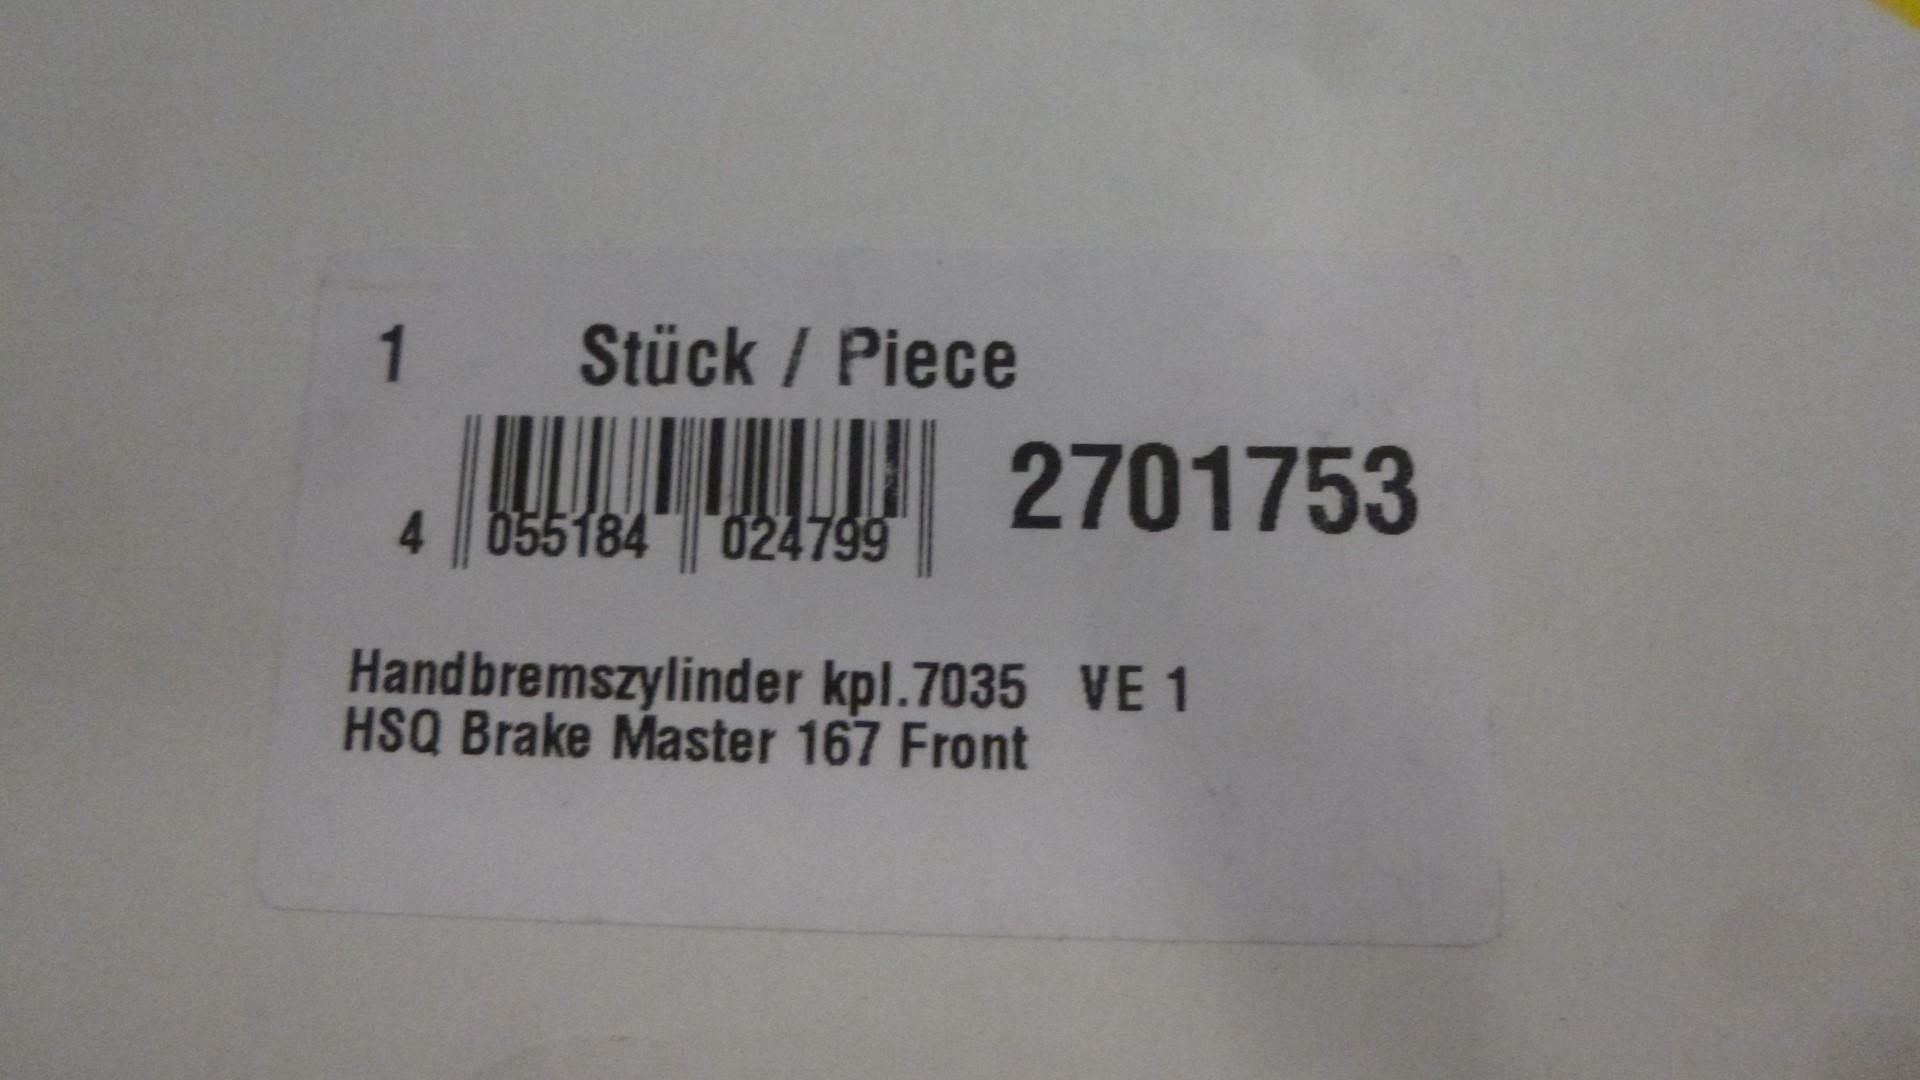 1 Stück / Piece
4 055184 024799
2701753
Handbremszylinder kpl.7035 VE 1
HSQ Brake Master 167 Front